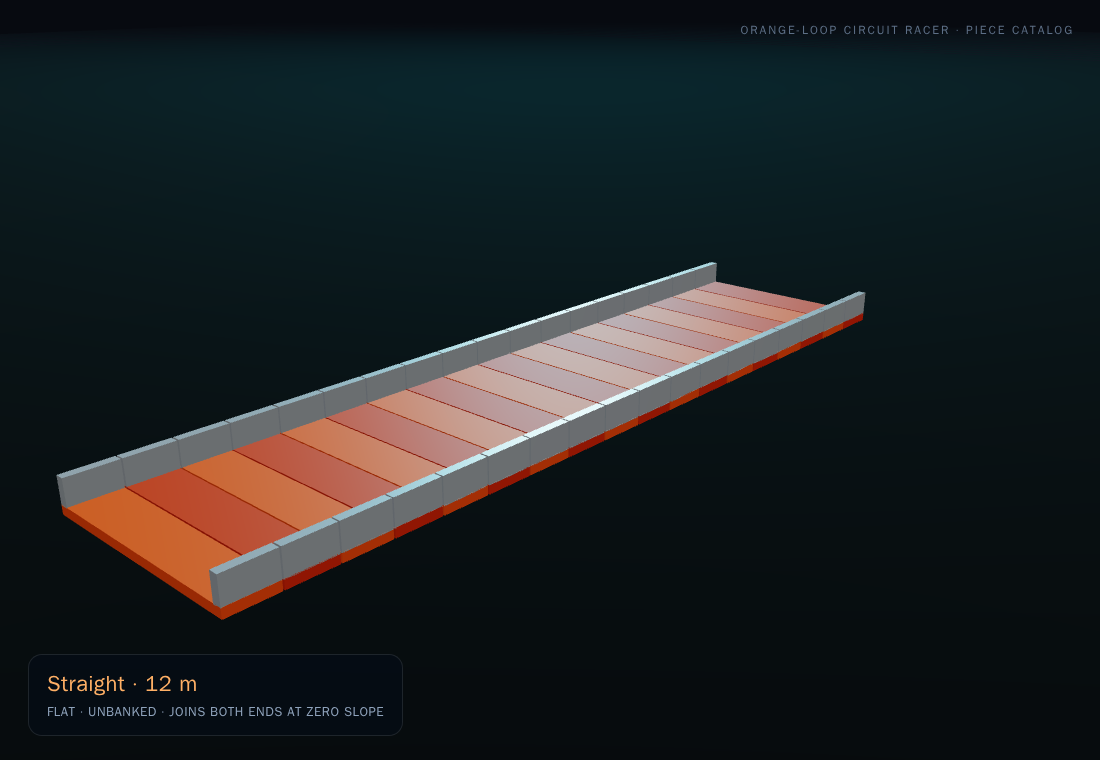 ORANGE-LOOP CIRCUIT RACER · PIECE CATALOG
Straight · 12 m
FLAT · UNBANKED · JOINS BOTH ENDS AT ZERO SLOPE